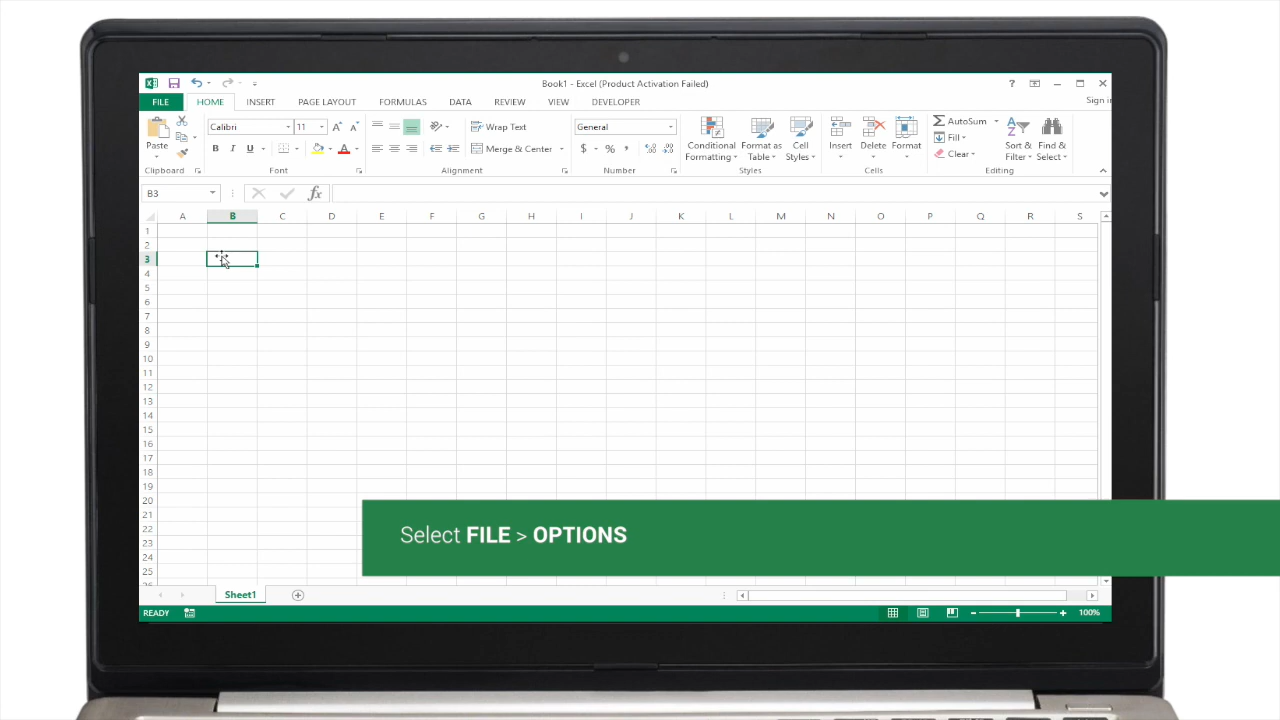 Book1 - Excel (Product Activation Failed)
?
FILE HOME INSERT PAGE LAYOUT FORMULAS DATA REVIEW VIEW DEVELOPER
Sign in
Paste
Clipboard
Calibri 11
B I U
Font
Wrap Text
Merge & Center
Alignment
General
$ % ,
Number
Conditional Formatting
Format as Table
Cell Styles
Styles
Insert Delete Format
Cells
AutoSum
Fill
Clear
Sort & Filter
Find & Select
Editing
B3
fx
A B C D E F G H I J K L M N O P Q R S
1
2
3
4
5
6
7
8
9
10
11
12
13
14
15
16
17
18
19
20
21
22
23
24
25
Select FILE > OPTIONS
Sheet1
READY
100%